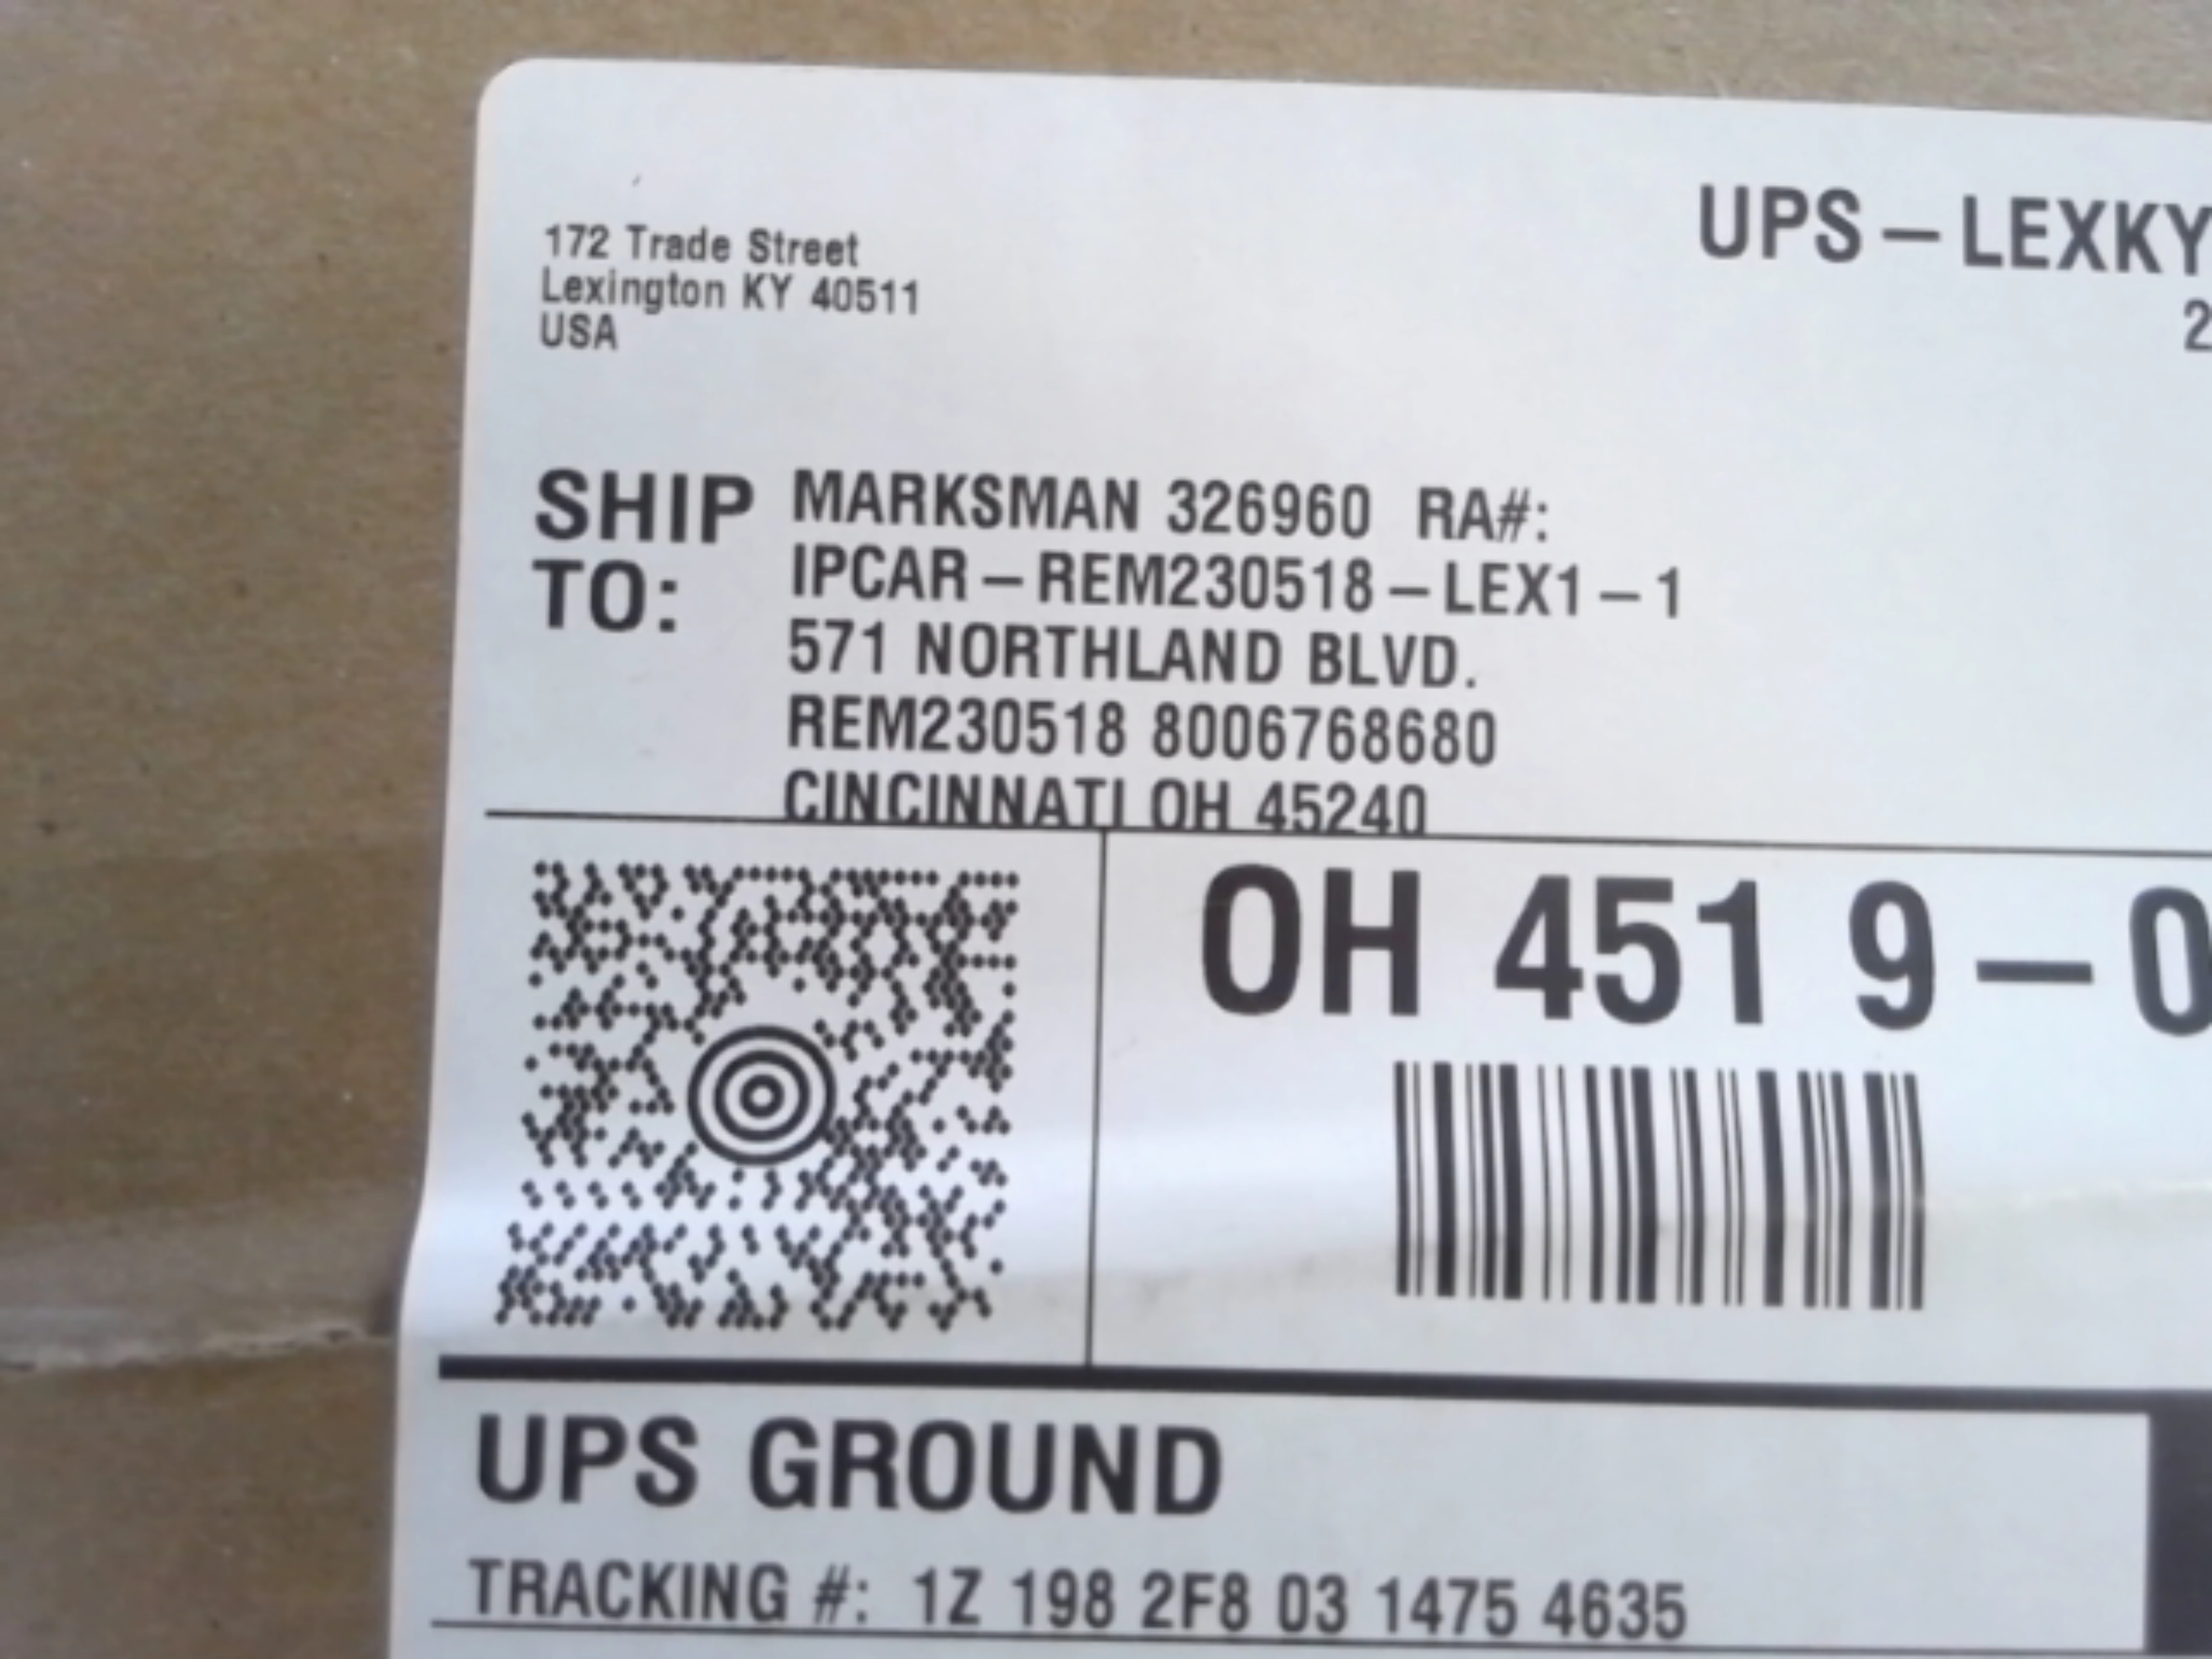 172 Trade Street
Lexington KY 40511
USA
UPS – LEXKY
2
SHIP TO:
MARKSMAN 326960 RA#:
IPCAR – REM230518 – LEX1 – 1
571 NORTHLAND BLVD.
REM230518 8006768680
CINCINNATI OH 45240
OH 451 9 – 0
UPS GROUND
TRACKING #: 1Z 198 2F8 03 1475 4635